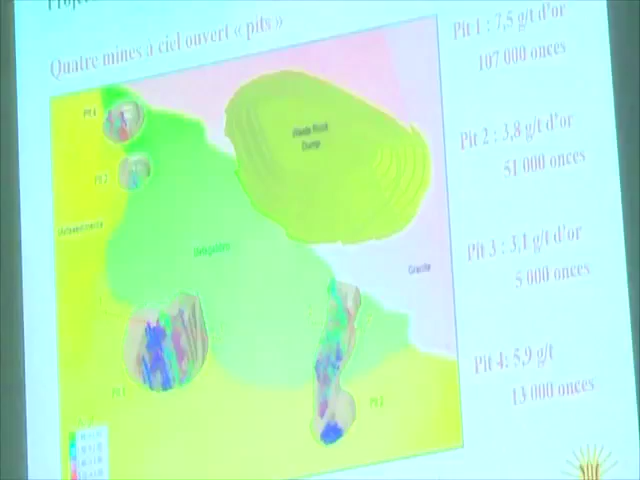 Quatre mines à ciel ouvert « pits »
Pit 1 : 7,5 g/t d'or
107 000 onces
Pit 2 : 3,8 g/t d'or
51 000 onces
Pit 3 : 3,1 g/t d'or
5 000 onces
Pit 4: 5,9 g/t
13 000 onces
Waste Rock
Dump
Granite